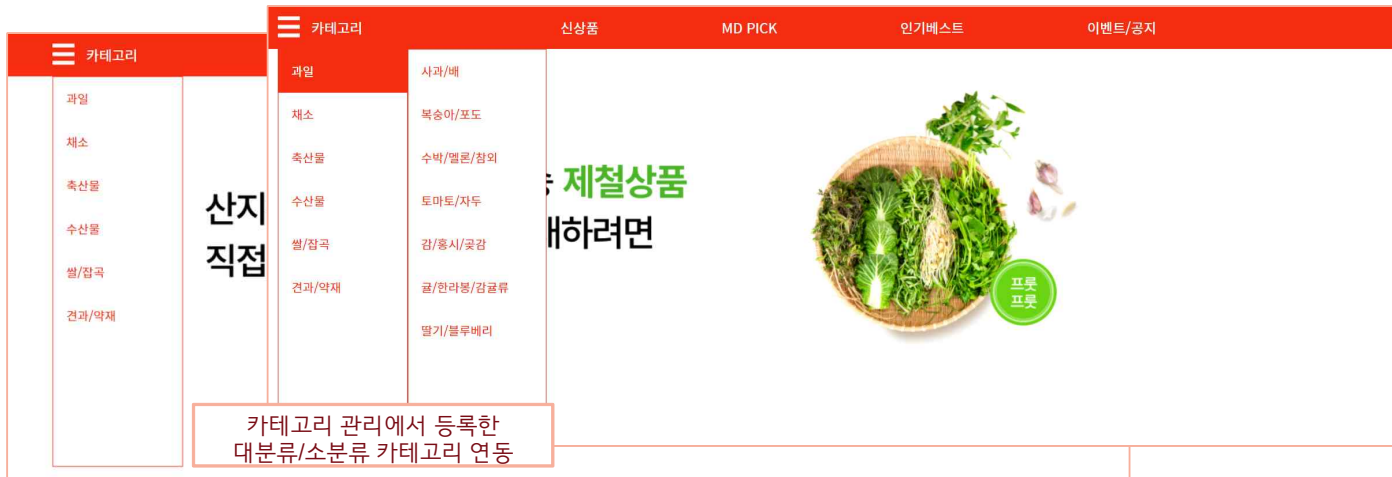 카테고리
과일
채소
축산물
수산물
쌀/잡곡
견과/약재
산지
직접
카테고리
신상품
MD PICK
인기베스트
이벤트/공지
과일
채소
축산물
수산물
쌀/잡곡
견과/약재
사과/배
복숭아/포도
수박/멜론/참외
토마토/자두
감/홍시/곶감
귤/한라봉/감귤류
딸기/블루베리
제철상품
하려면
프룻
프룻
카테고리 관리에서 등록한
대분류/소분류 카테고리 연동